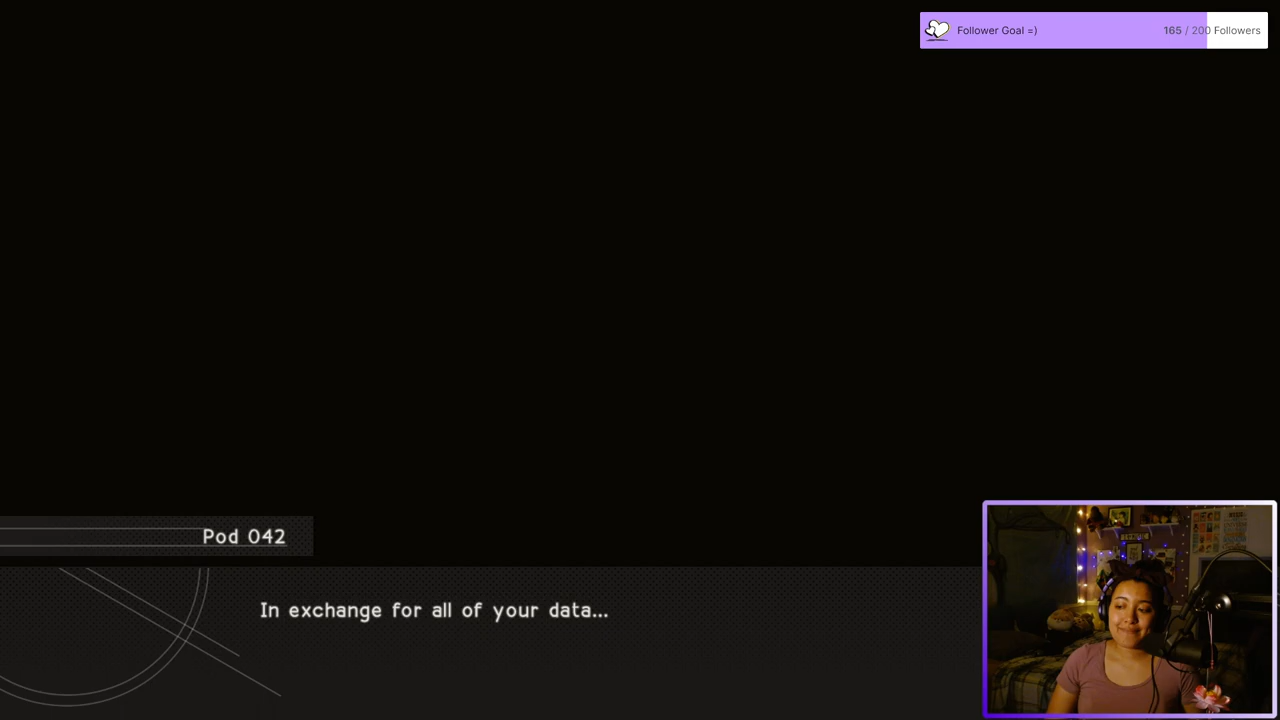 Follower Goal =)
165 / 200 Followers
Pod 042
In exchange for all of your data...